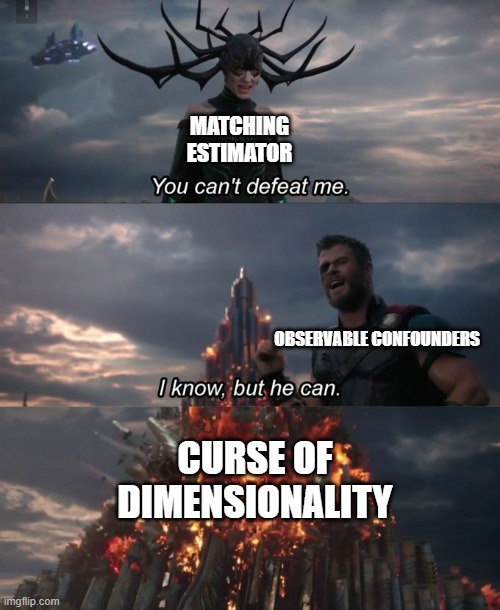 MATCHING
ESTIMATOR
You can't defeat me.
OBSERVABLE CONFOUNDERS
I know, but he can.
CURSE OF
DIMENSIONALITY
imgflip.com